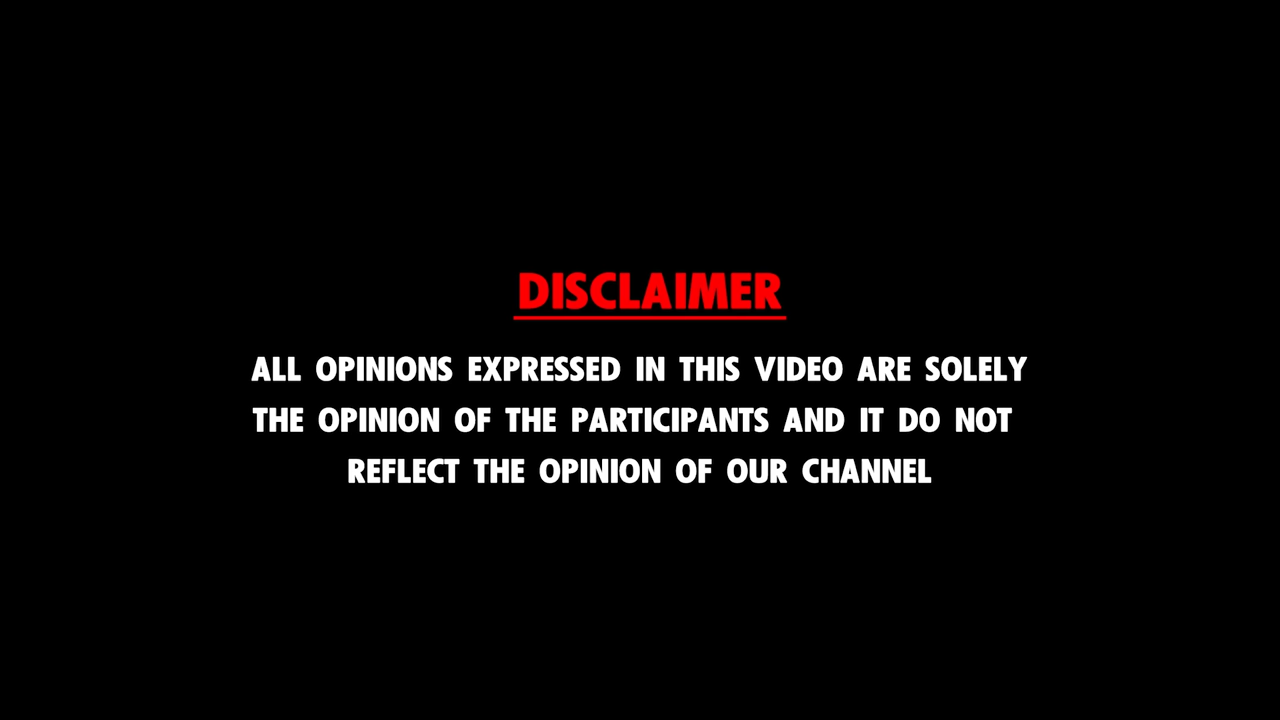 DISCLAIMER
ALL OPINIONS EXPRESSED IN THIS VIDEO ARE SOLELY
THE OPINION OF THE PARTICIPANTS AND IT DO NOT
REFLECT THE OPINION OF OUR CHANNEL